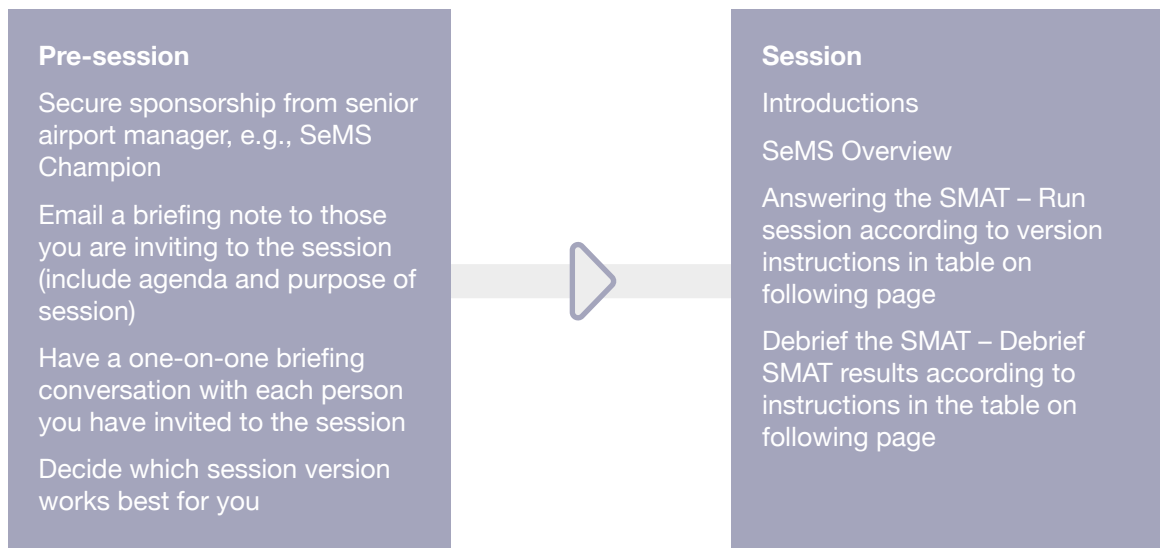 Pre-session
Secure sponsorship from senior
airport manager, e.g., SeMS
Champion
Email a briefing note to those
you are inviting to the session
(include agenda and purpose of
session)
Have a one-on-one briefing
conversation with each person
you have invited to the session
Decide which session version
works best for you
Session
Introductions
SeMS Overview
Answering the SMAT – Run
session according to version
instructions in table on
following page
Debrief the SMAT – Debrief
SMAT results according to
instructions in the table on
following page